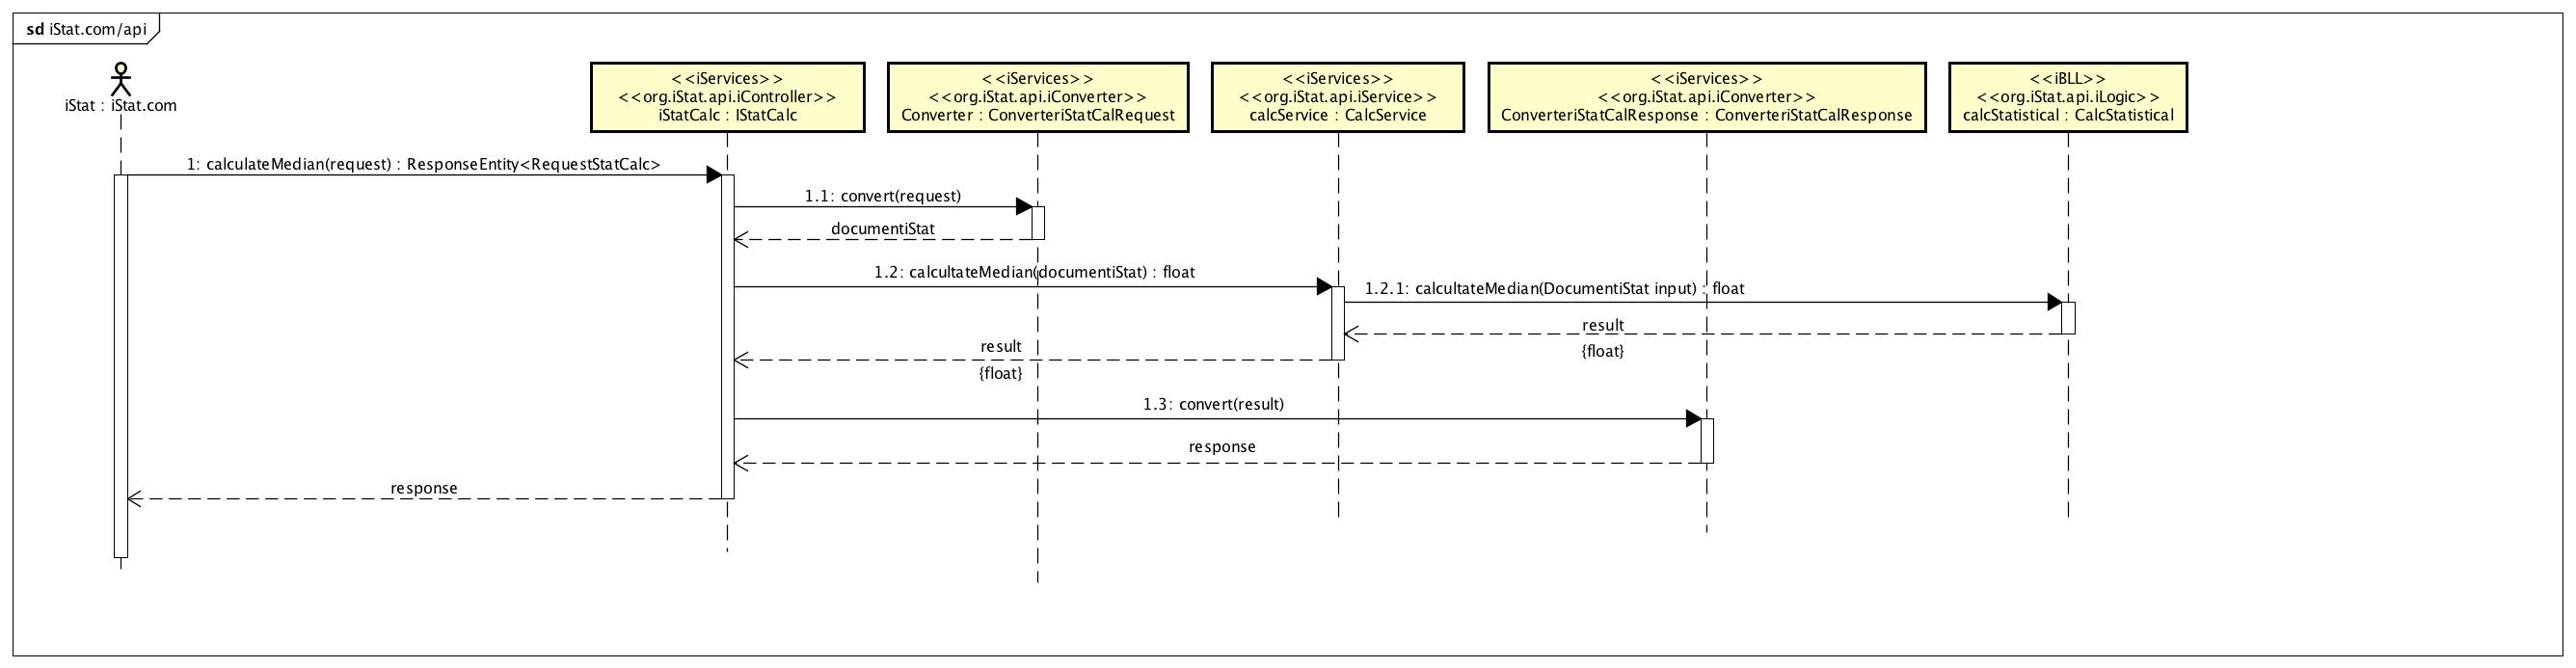 sd iStat.com/api
iStat : iStat.com
<<iServices>>
<<org.iStat.api.iController>>
iStatCalc : IStatCalc
<<iServices>>
<<org.iStat.api.iConverter>>
Converter : ConverteriStatCalRequest
<<iServices>>
<<org.iStat.api.iService>>
calcService : CalcService
<<iServices>>
<<org.iStat.api.iConverter>>
ConverteriStatCalResponse : ConverteriStatCalResponse
<<iBLL>>
<<org.iStat.api.iLogic>>
calcStatistical : CalcStatistical
1: calculateMedian(request) : ResponseEntity<RequestStatCalc>
1.1: convert(request)
documentiStat
1.2: calcultateMedian(documentiStat) : float
1.2.1: calcultateMedian(DocumentiStat input) : float
result
{float}
result
{float}
1.3: convert(result)
response
response